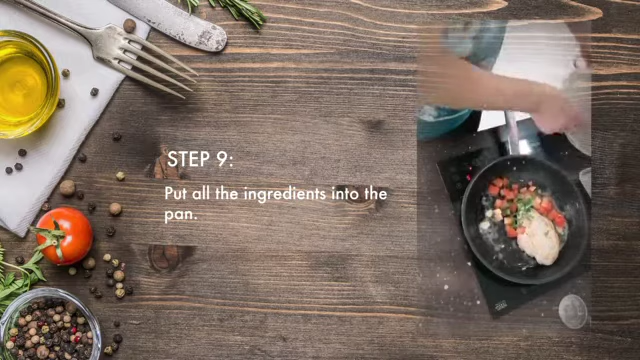 STEP 9:
Put all the ingredients into the
pan.